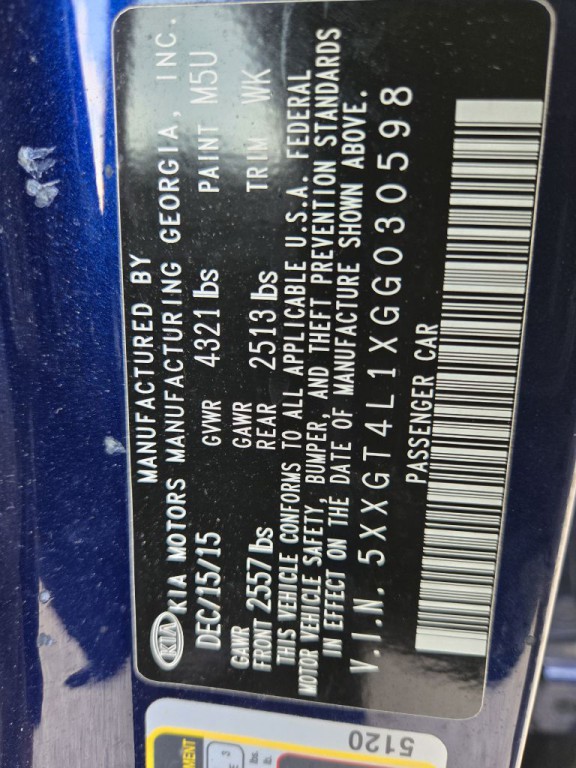 MANUFACTURED BY
KIA KIA MOTORS MANUFACTURING GEORGIA, INC.
DEC/15/15 GVWR 4321 lbs PAINT M5U
GAWR FRONT 2557 lbs GAWR REAR 2513 lbs TRIM WK
THIS VEHICLE CONFORMS TO ALL APPLICABLE U.S.A. FEDERAL
MOTOR VEHICLE SAFETY, BUMPER, AND THEFT PREVENTION STANDARDS
IN EFFECT ON THE DATE OF MANUFACTURE SHOWN ABOVE.
V.I.N. 5XXGT4L1XGG030598
PASSENGER CAR
5120